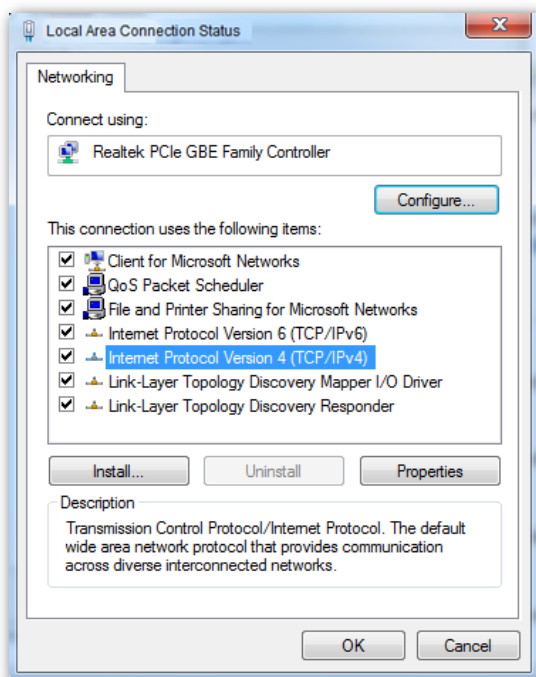 Local Area Connection Status
X
Networking
Connect using:
Realtek PCIe GBE Family Controller
Configure...
This connection uses the following items:
Client for Microsoft Networks
QoS Packet Scheduler
File and Printer Sharing for Microsoft Networks
Internet Protocol Version 6 (TCP/IPv6)
Internet Protocol Version 4 (TCP/IPv4)
Link-Layer Topology Discovery Mapper I/O Driver
Link-Layer Topology Discovery Responder
Install... Uninstall Properties
Description
Transmission Control Protocol/Internet Protocol. The default
wide area network protocol that provides communication
across diverse interconnected networks.
OK Cancel